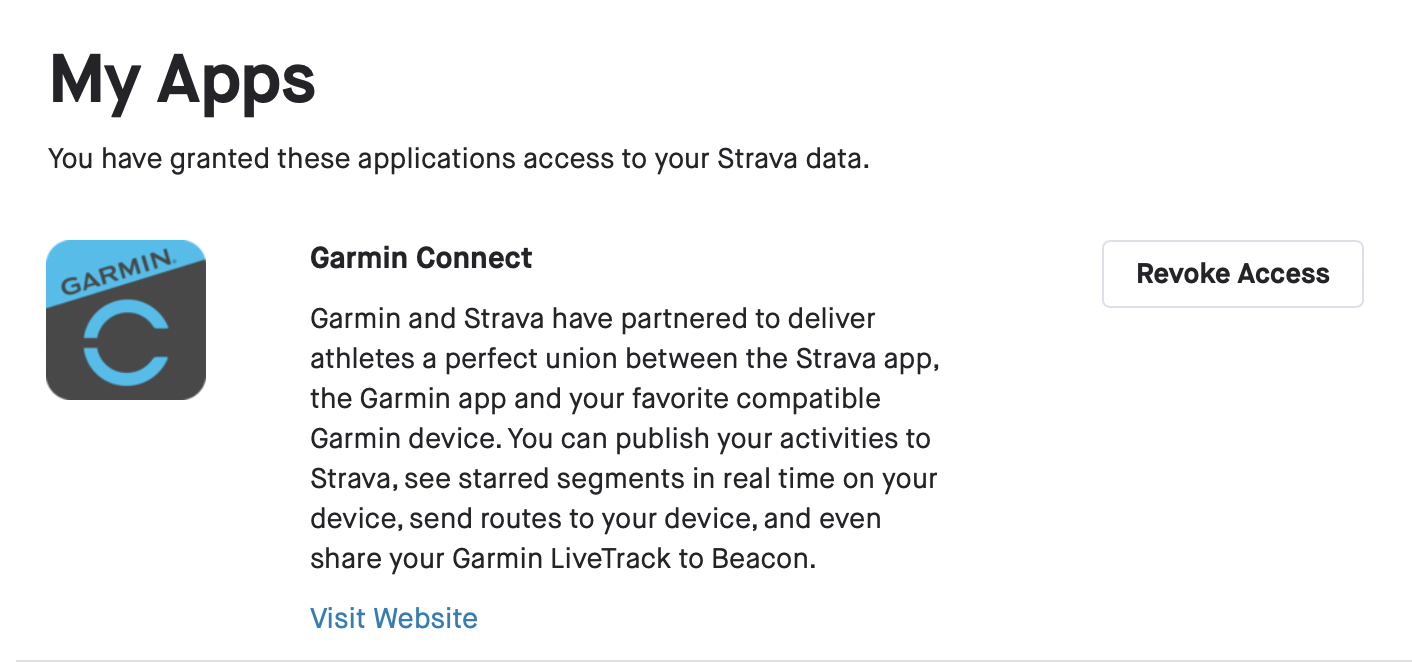 My Apps
You have granted these applications access to your Strava data.
GARMIN.
Garmin Connect
Revoke Access
Garmin and Strava have partnered to deliver
athletes a perfect union between the Strava app,
the Garmin app and your favorite compatible
Garmin device. You can publish your activities to
Strava, see starred segments in real time on your
device, send routes to your device, and even
share your Garmin LiveTrack to Beacon.
Visit Website